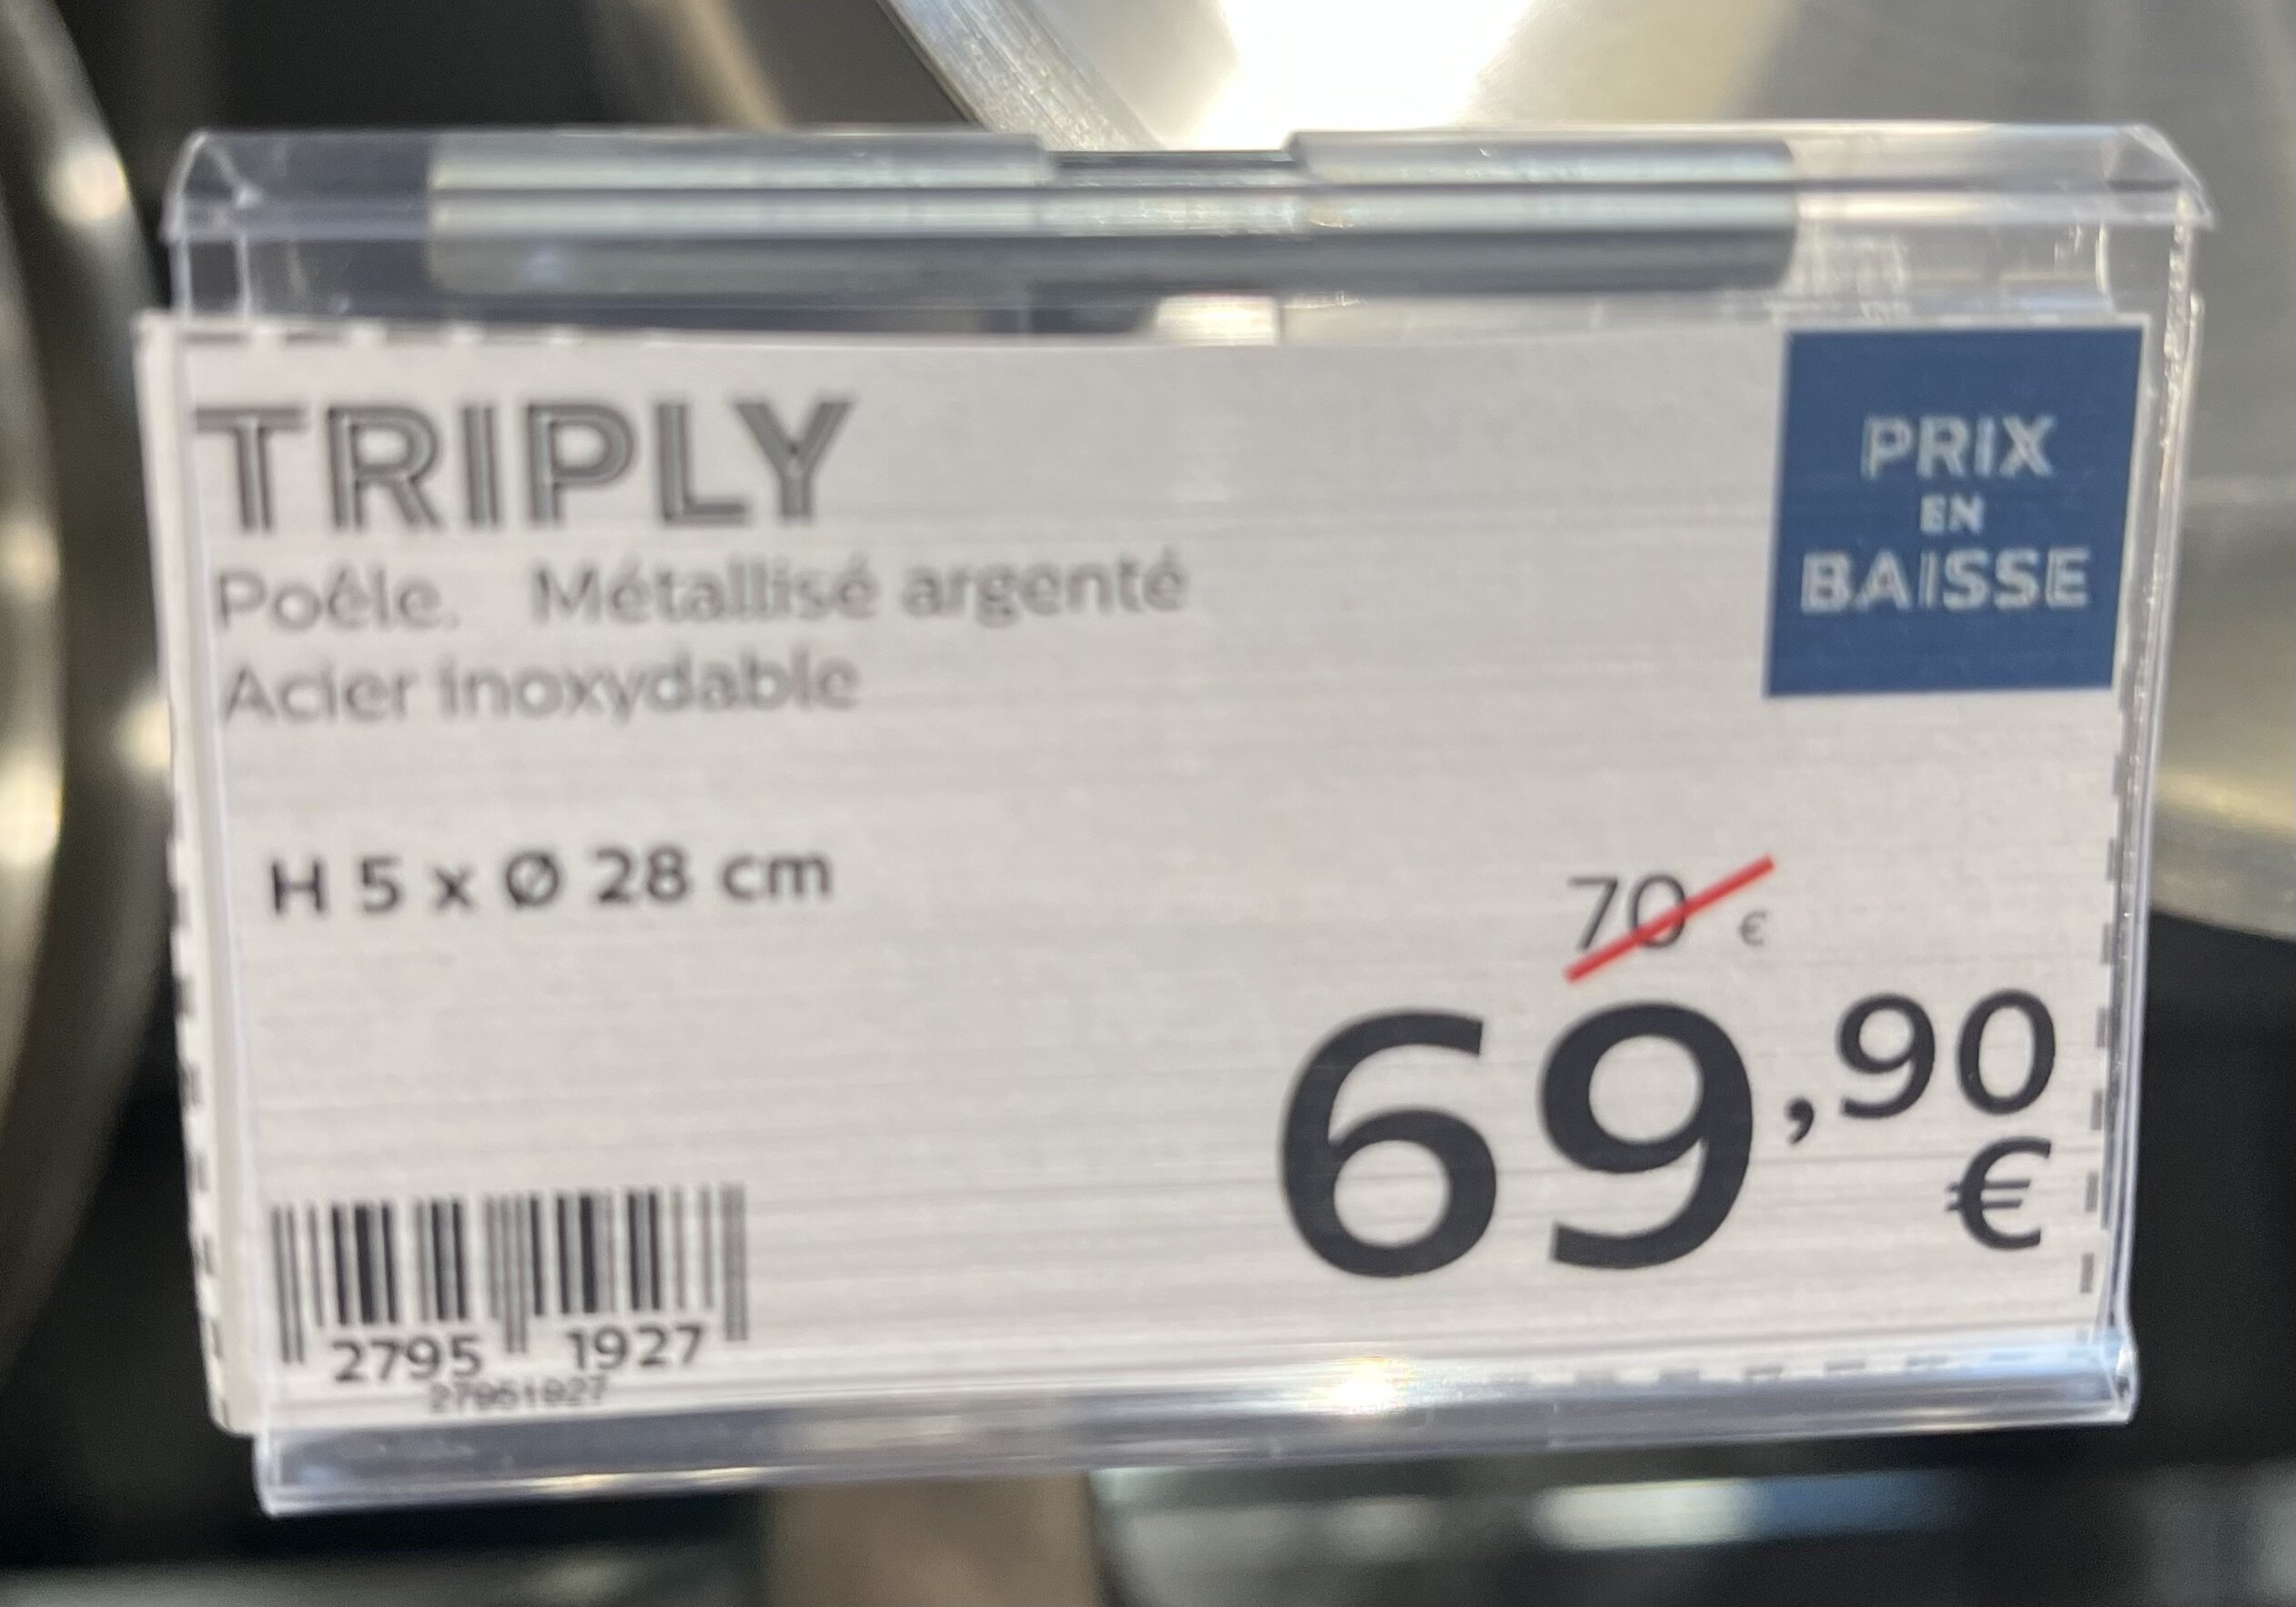 TRIPLY
PRIX
EN
BAISSE
Poêle. Métallisé argenté
Acier inoxydable
H 5 x Ø 28 cm
70 €
69,90
€
2795 1927
27951927